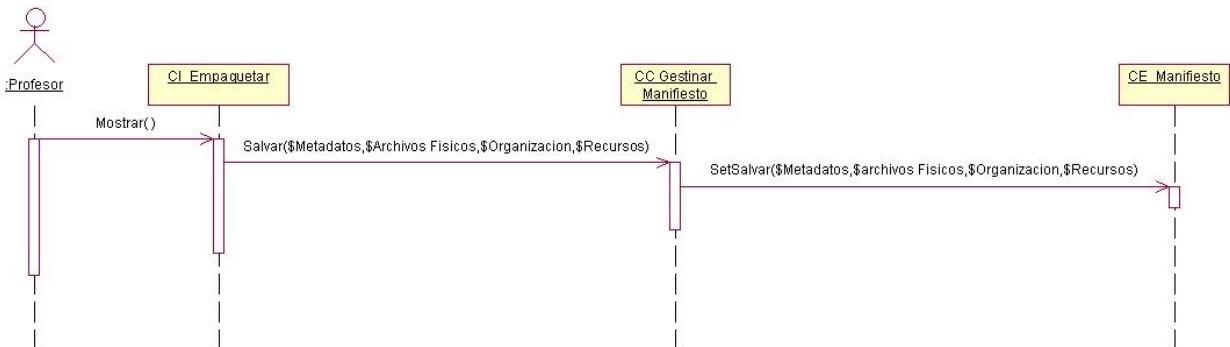 :Profesor
CI_Empaquetar
CC Gestinar
Manifiesto
CE_Manifiesto
Mostrar()
Salvar($Metadatos,$Archivos Fisicos,$Organizacion,$Recursos)
SetSalvar($Metadatos,$archivos Fisicos,$Organizacion,$Recursos)